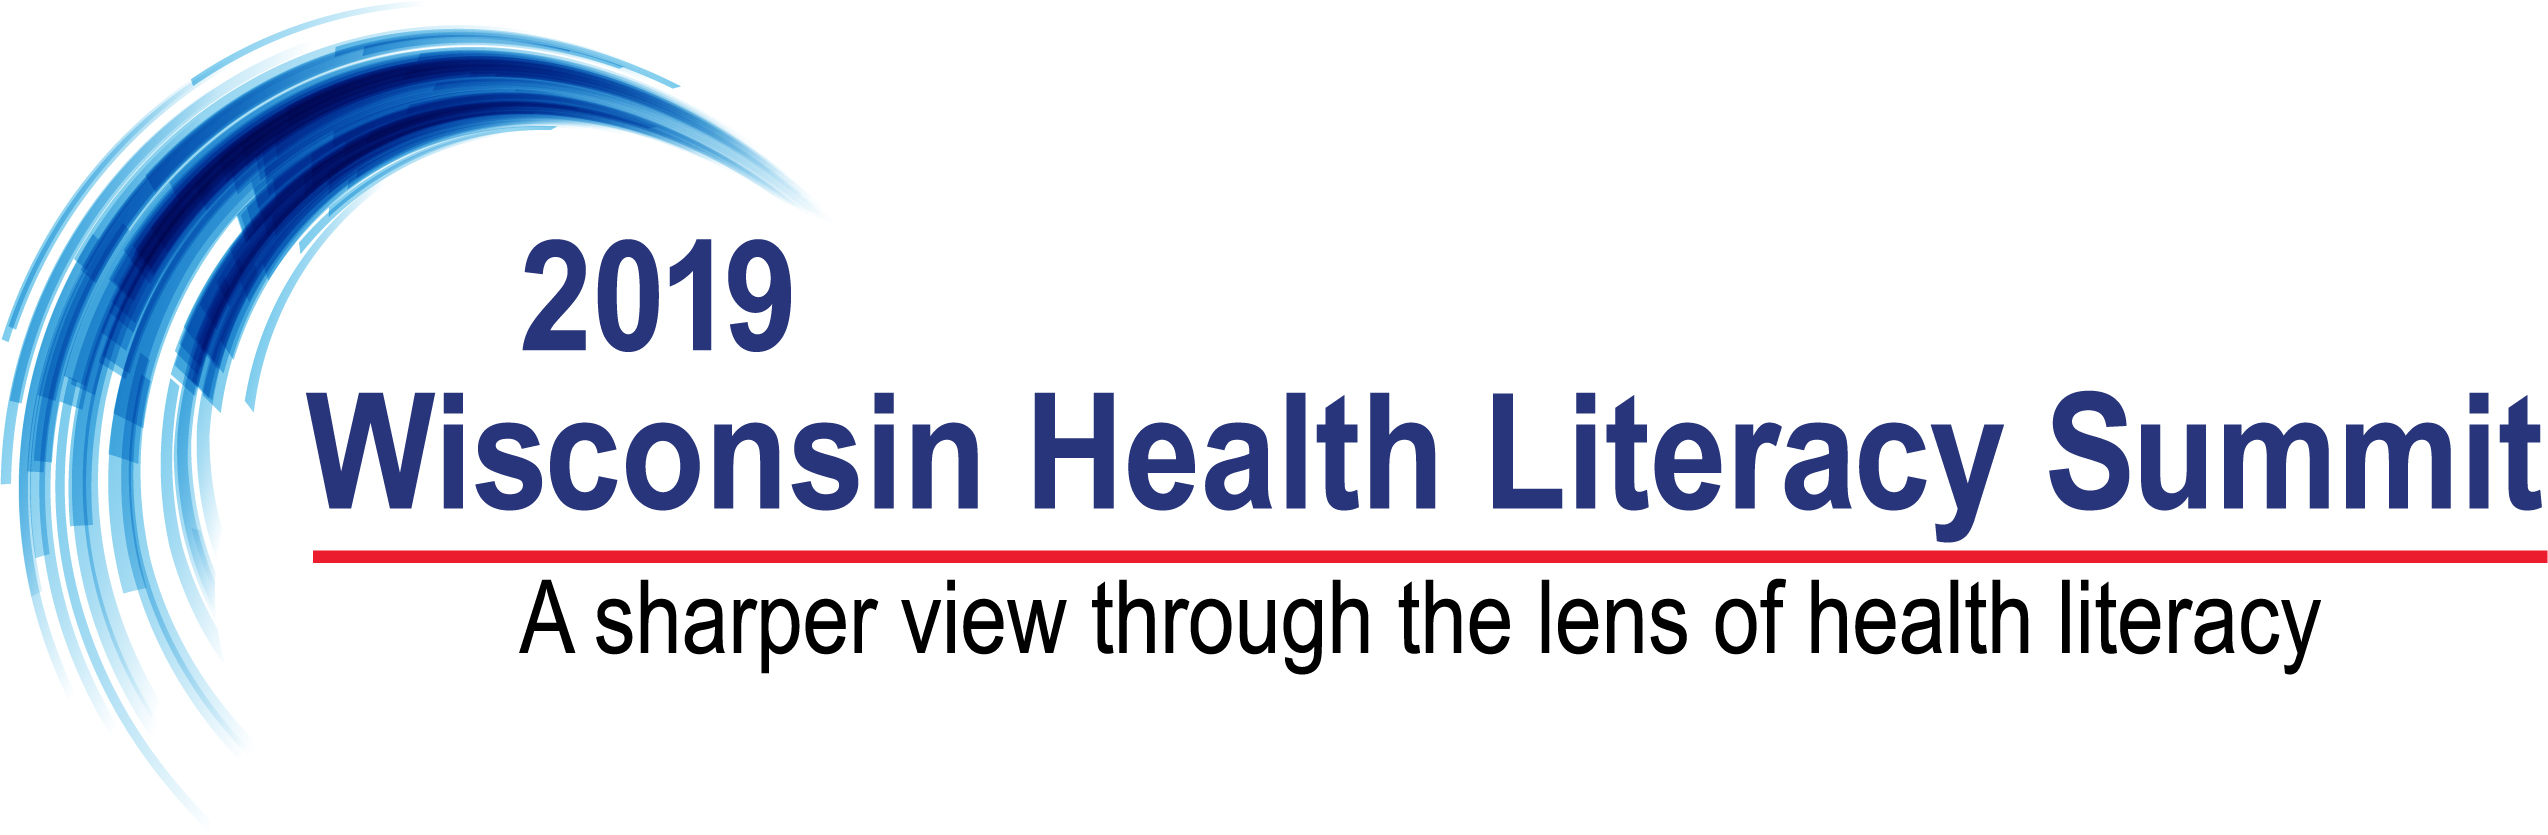 2019
Wisconsin Health Literacy Summit
A sharper view through the lens of health literacy